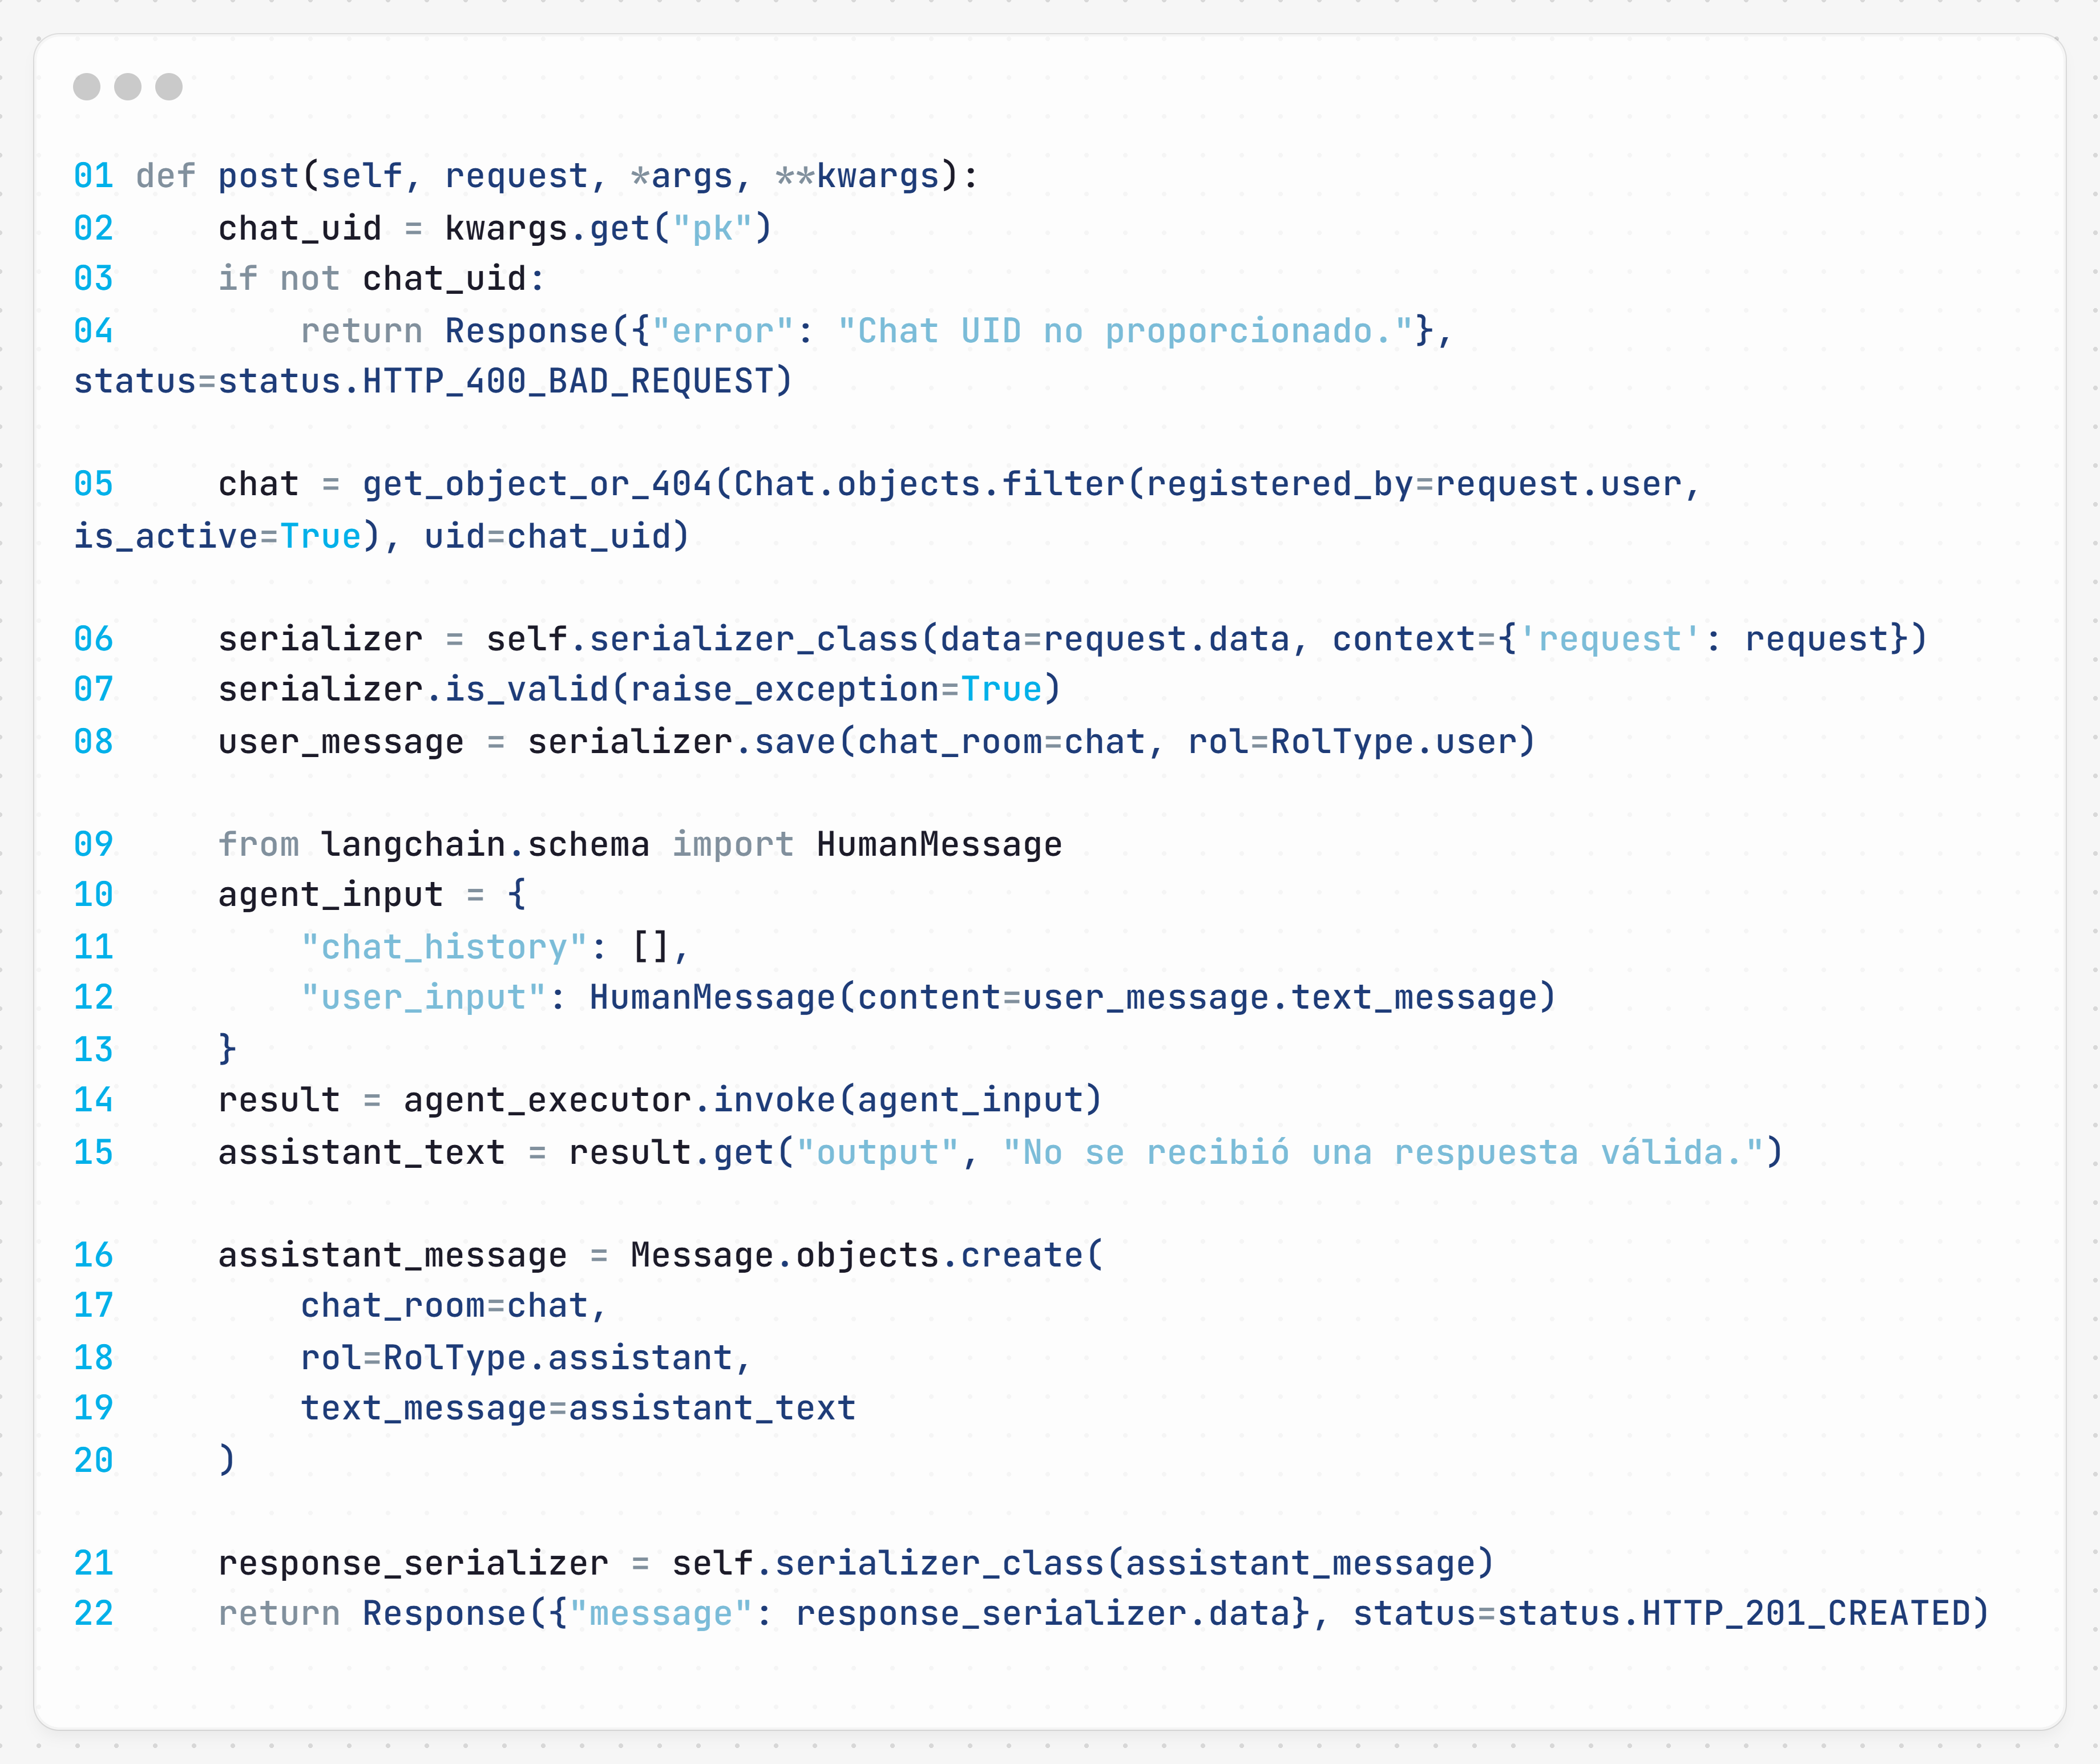 01 def post(self, request, *args, **kwargs):
02     chat_uid = kwargs.get("pk")
03     if not chat_uid:
04         return Response({"error": "Chat UID no proporcionado."},
status=status.HTTP_400_BAD_REQUEST)

05     chat = get_object_or_404(Chat.objects.filter(registered_by=request.user,
is_active=True), uid=chat_uid)

06     serializer = self.serializer_class(data=request.data, context={'request': request})
07     serializer.is_valid(raise_exception=True)
08     user_message = serializer.save(chat_room=chat, rol=RolType.user)

09     from langchain.schema import HumanMessage
10     agent_input = {
11         "chat_history": [],
12         "user_input": HumanMessage(content=user_message.text_message)
13     }
14     result = agent_executor.invoke(agent_input)
15     assistant_text = result.get("output", "No se recibió una respuesta válida.")

16     assistant_message = Message.objects.create(
17         chat_room=chat,
18         rol=RolType.assistant,
19         text_message=assistant_text
20     )

21     response_serializer = self.serializer_class(assistant_message)
22     return Response({"message": response_serializer.data}, status=status.HTTP_201_CREATED)